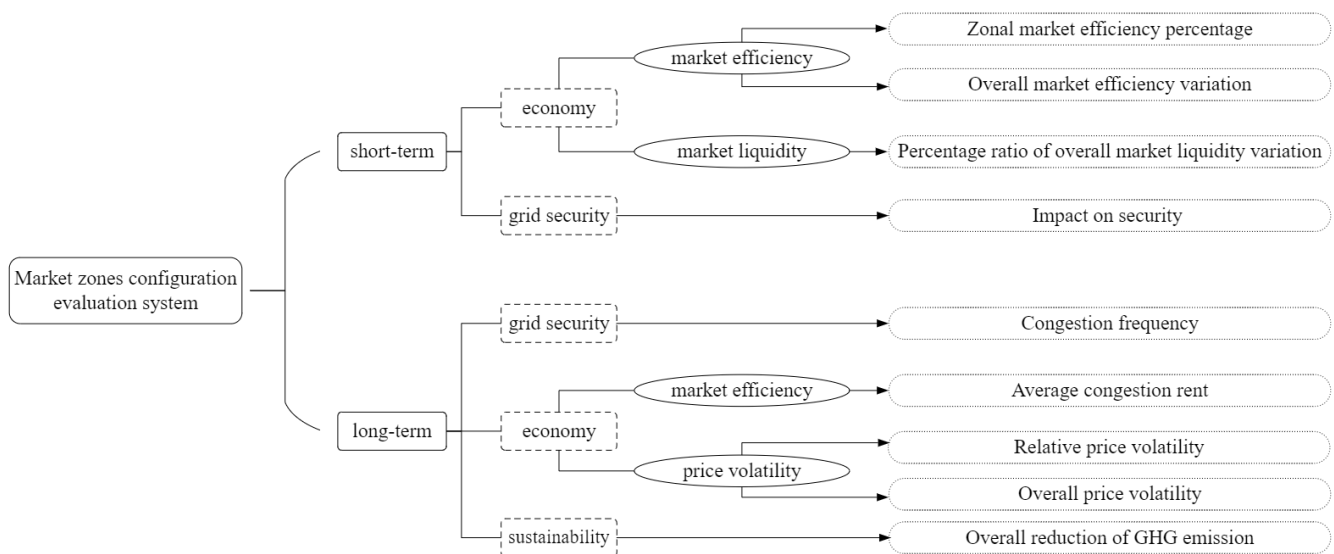 Market zones configuration
evaluation system
short-term
economy
market efficiency
Zonal market efficiency percentage
Overall market efficiency variation
market liquidity
Percentage ratio of overall market liquidity variation
grid security
Impact on security
long-term
grid security
Congestion frequency
economy
market efficiency
Average congestion rent
price volatility
Relative price volatility
Overall price volatility
sustainability
Overall reduction of GHG emission